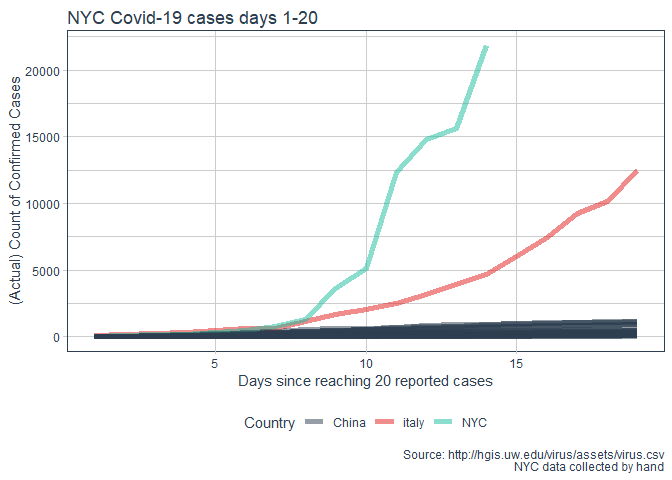 NYC Covid-19 cases days 1-20
(Actual) Count of Confirmed Cases
20000
15000
10000
5000
0
5
10
15
Days since reaching 20 reported cases
Country
China
italy
NYC
Source: http://hgis.uw.edu/virus/assets/virus.csv
NYC data collected by hand